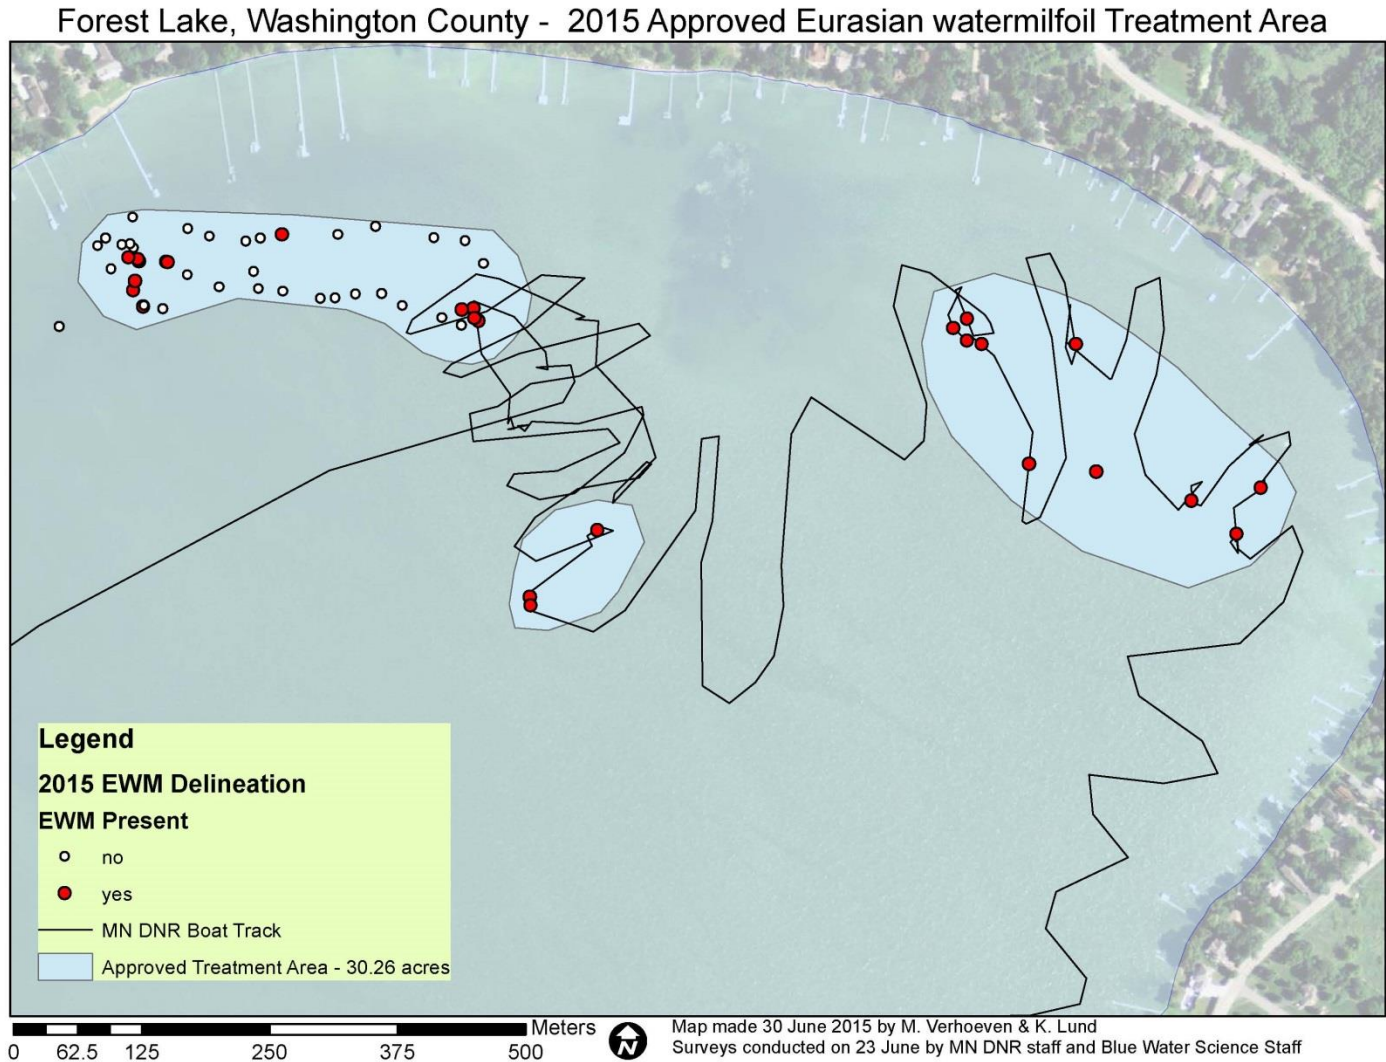 Forest Lake, Washington County - 2015 Approved Eurasian watermilfoil Treatment Area
Legend
2015 EWM Delineation
EWM Present
no
yes
MN DNR Boat Track
Approved Treatment Area - 30.26 acres
Meters
0 62.5 125 250 375 500
N
Map made 30 June 2015 by M. Verhoeven & K. Lund
Surveys conducted on 23 June by MN DNR staff and Blue Water Science Staff